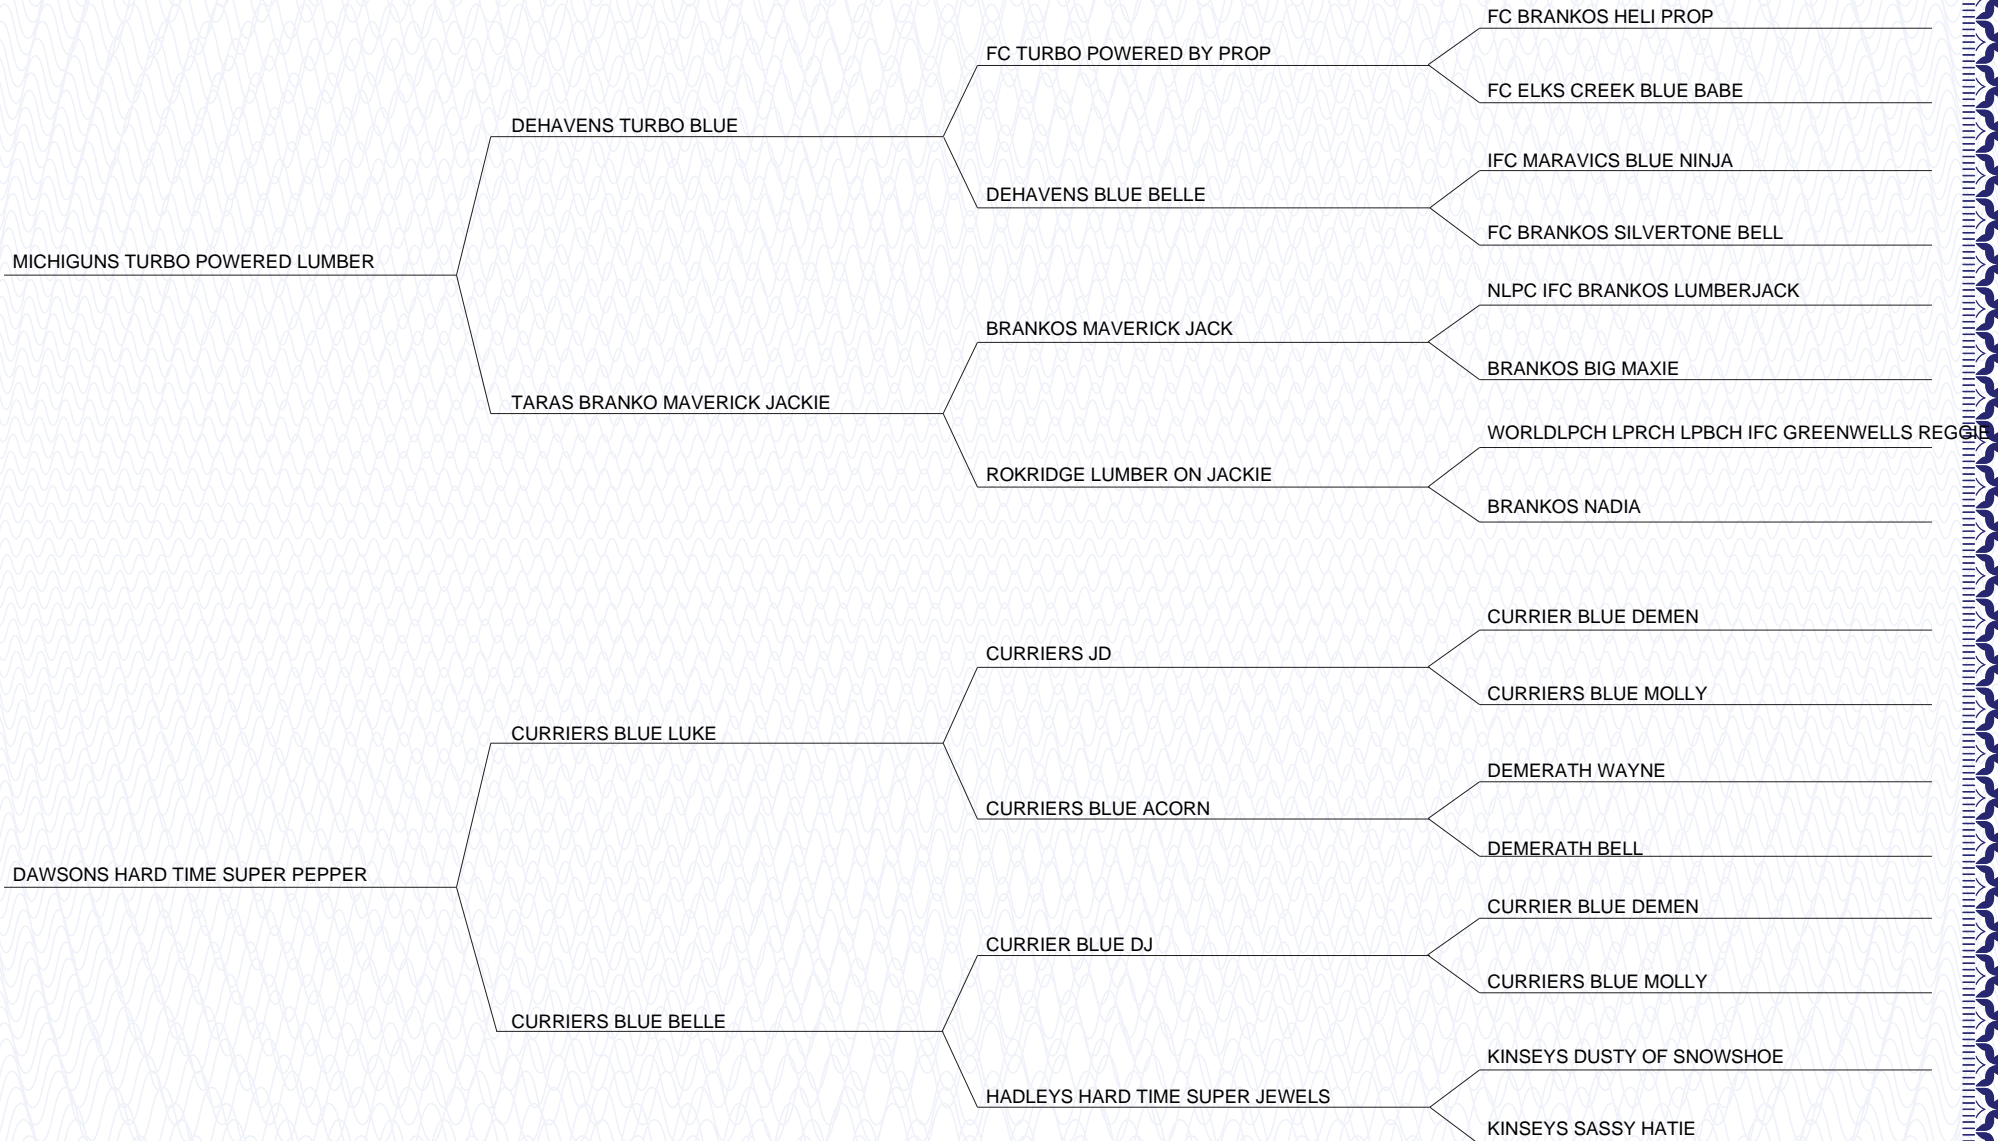 FC BRANKOS HELI PROP
FC TURBO POWERED BY PROP
FC ELKS CREEK BLUE BABE
DEHAVENS TURBO BLUE
IFC MARAVICS BLUE NINJA
DEHAVENS BLUE BELLE
FC BRANKOS SILVERTONE BELL
MICHIGUNS TURBO POWERED LUMBER
NLPC IFC BRANKOS LUMBERJACK
BRANKOS MAVERICK JACK
BRANKOS BIG MAXIE
TARAS BRANKO MAVERICK JACKIE
WORLDLPCH LPRCH LPBCH IFC GREENWELLS REGGIE
ROKRIDGE LUMBER ON JACKIE
BRANKOS NADIA
CURRIER BLUE DEMEN
CURRIERS JD
CURRIERS BLUE MOLLY
CURRIERS BLUE LUKE
DEMERATH WAYNE
CURRIERS BLUE ACORN
DEMERATH BELL
DAWSONS HARD TIME SUPER PEPPER
CURRIER BLUE DEMEN
CURRIER BLUE DJ
CURRIERS BLUE MOLLY
CURRIERS BLUE BELLE
KINSEYS DUSTY OF SNOWSHOE
HADLEYS HARD TIME SUPER JEWELS
KINSEYS SASSY HATIE